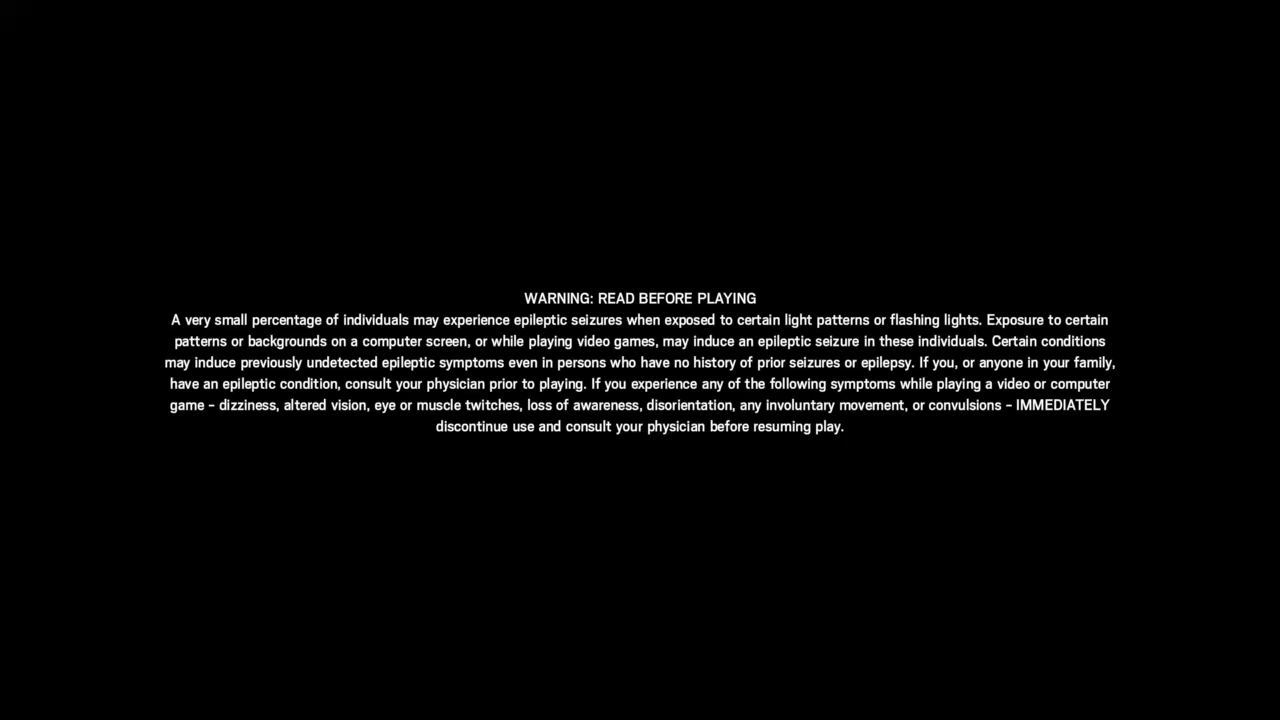 WARNING: READ BEFORE PLAYING
A very small percentage of individuals may experience epileptic seizures when exposed to certain light patterns or flashing lights. Exposure to certain
patterns or backgrounds on a computer screen, or while playing video games, may induce an epileptic seizure in these individuals. Certain conditions
may induce previously undetected epileptic symptoms even in persons who have no history of prior seizures or epilepsy. If you, or anyone in your family,
have an epileptic condition, consult your physician prior to playing. If you experience any of the following symptoms while playing a video or computer
game - dizziness, altered vision, eye or muscle twitches, loss of awareness, disorientation, any involuntary movement, or convulsions - IMMEDIATELY
discontinue use and consult your physician before resuming play.